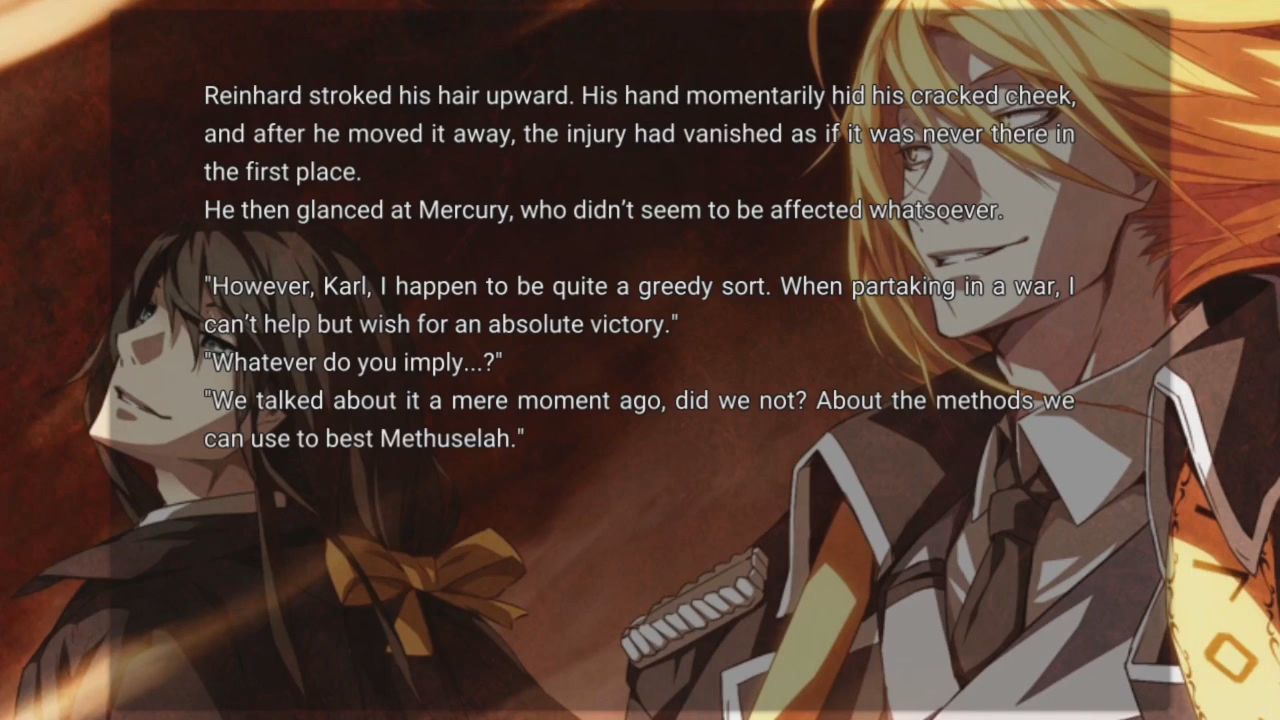 Reinhard stroked his hair upward. His hand momentarily hid his cracked cheek,
and after he moved it away, the injury had vanished as if it was never there in
the first place.
He then glanced at Mercury, who didn’t seem to be affected whatsoever.
"However, Karl, I happen to be quite a greedy sort. When partaking in a war, I
can’t help but wish for an absolute victory."
"Whatever do you imply...?"
"We talked about it a mere moment ago, did we not? About the methods we
can use to best Methuselah."